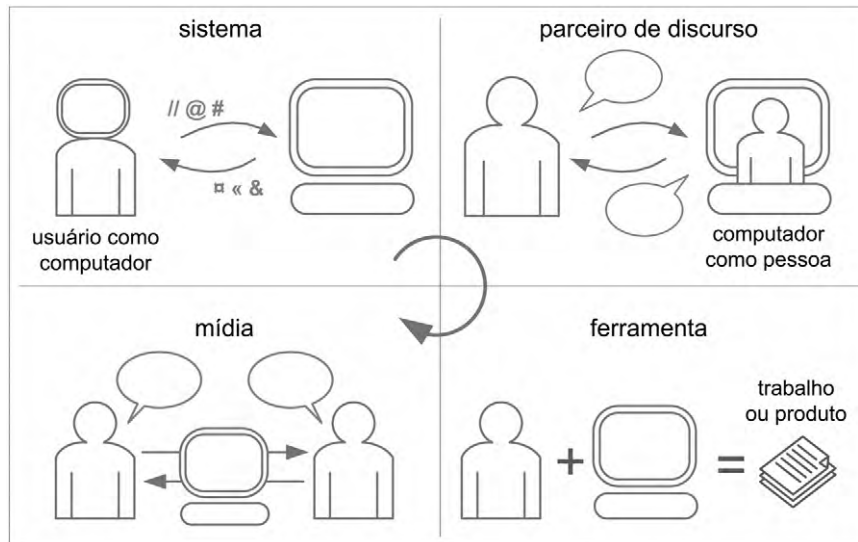 sistema
// @ #
¤ « &
usuário como
computador
parceiro de discurso
computador
como pessoa
mídia
ferramenta
+
=
trabalho
ou produto